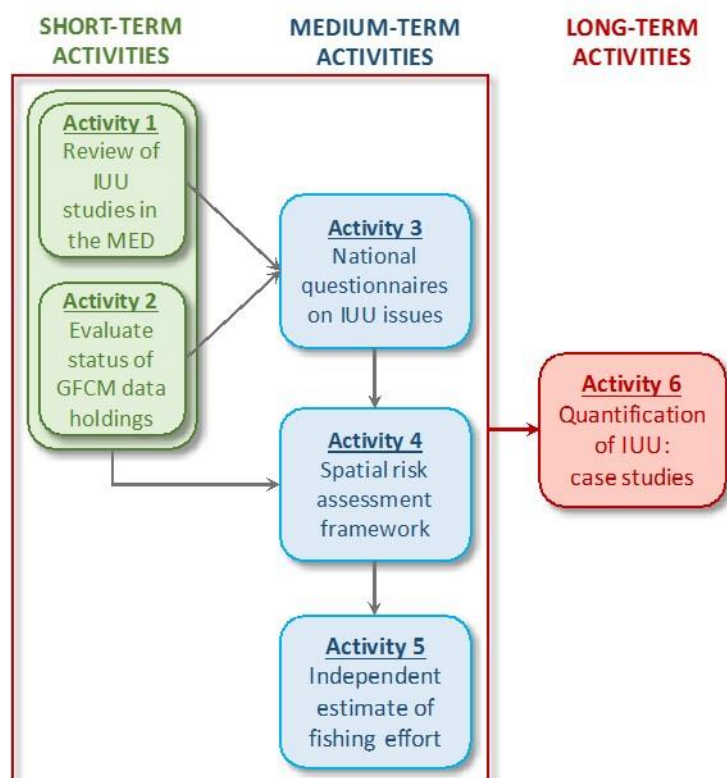 SHORT-TERM
ACTIVITIES
MEDIUM-TERM
ACTIVITIES
LONG-TERM
ACTIVITIES
Activity 1
Review of
IUU
studies in
the MED
Activity 2
Evaluate
status of
GFCM data
holdings
Activity 3
National
questionnaires
on IUU issues
Activity 4
Spatial risk
assessment
framework
Activity 5
Independent
estimate of
fishing effort
Activity 6
Quantification
of IUU:
case studies